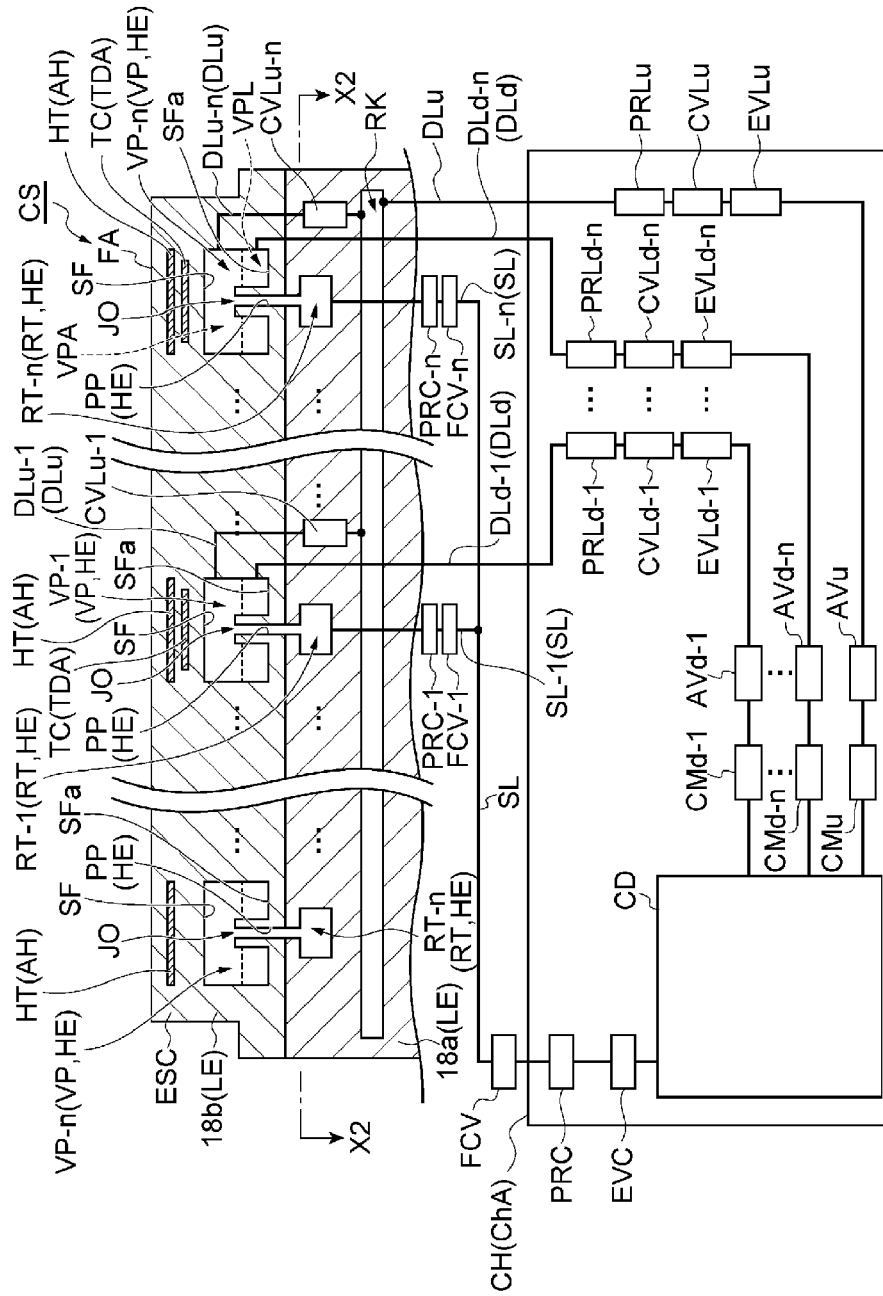 HT(AH)
VP-n(VP,HE)
ESC
18b(LE)
X2
SF
JO
PP
(HE)
SFa
RT-1(RT,HE)
PP
(HE)
TC(TDA)
JO
SF
HT(AH)
VP-1
(VP,HE)
SFa
DLu-1
(DLu)
CVLu-1
RT-n(RT,HE)
PP
(HE)
VPA
JO
SF
FA
CS
HT(AH)
TC(TDA)
VP-n(VP,HE)
SFa
DLu-n(DLu)
VPL
CVLu-n
X2
RK
DLu
DLd-n
(DLd)
RT-n
(RT,HE)
18a(LE)
PRC-1
FCV-1
PRC-n
FCV-n
SL
SL-1(SL)
SL-n(SL)
DLd-1(DLd)
FCV
CH(ChA)
PRC
EVC
CD
PRLd-1
CVLd-1
EVLd-1
PRLd-n
CVLd-n
EVLd-n
PRLu
CVLu
EVLu
CMd-1
AVd-1
CMd-n
AVd-n
CMu
AVu